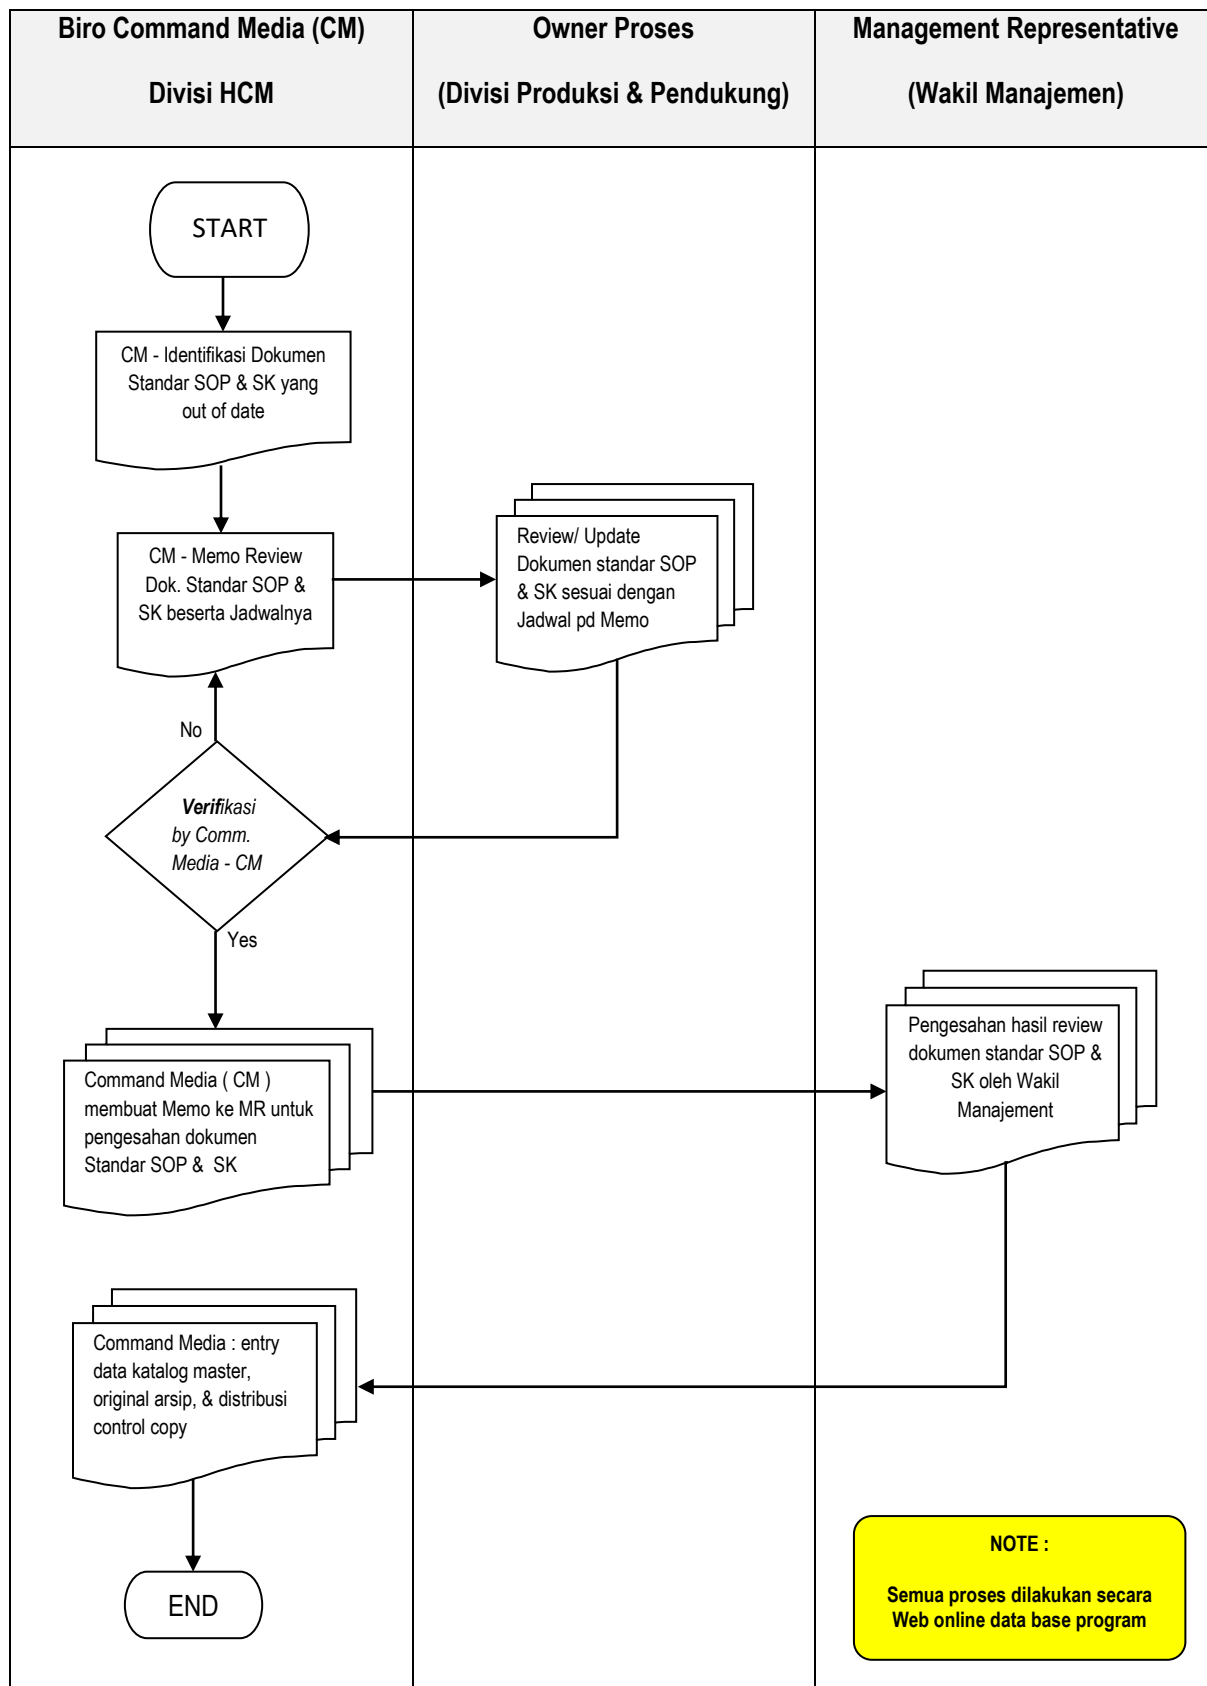 Biro Command Media (CM)
Divisi HCM
Owner Proses
(Divisi Produksi & Pendukung)
Management Representative
(Wakil Manajemen)
START
CM - Identifikasi Dokumen
Standar SOP & SK yang
out of date
CM - Memo Review
Dok. Standar SOP &
SK beserta Jadwalnya
Review/ Update
Dokumen standar SOP
& SK sesuai dengan
Jadwal pd Memo
No
Verifikasi
by Comm.
Media - CM
Yes
Command Media ( CM )
membuat Memo ke MR untuk
pengesahan dokumen
Standar SOP & SK
Pengesahan hasil review
dokumen standar SOP &
SK oleh Wakil
Manajement
Command Media : entry
data katalog master,
original arsip, & distribusi
control copy
END
NOTE :
Semua proses dilakukan secara
Web online data base program